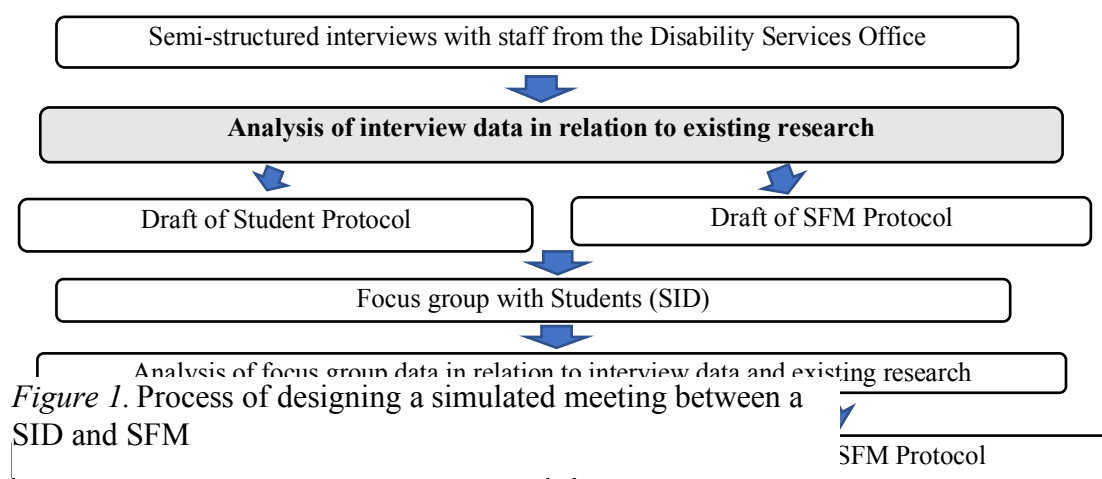 Semi-structured interviews with staff from the Disability Services Office
Analysis of interview data in relation to existing research
Draft of Student Protocol
Draft of SFM Protocol
Focus group with Students (SID)
Analysis of focus group data in relation to interview data and existing research
Figure 1. Process of designing a simulated meeting between a
SID and SFM
SFM Protocol